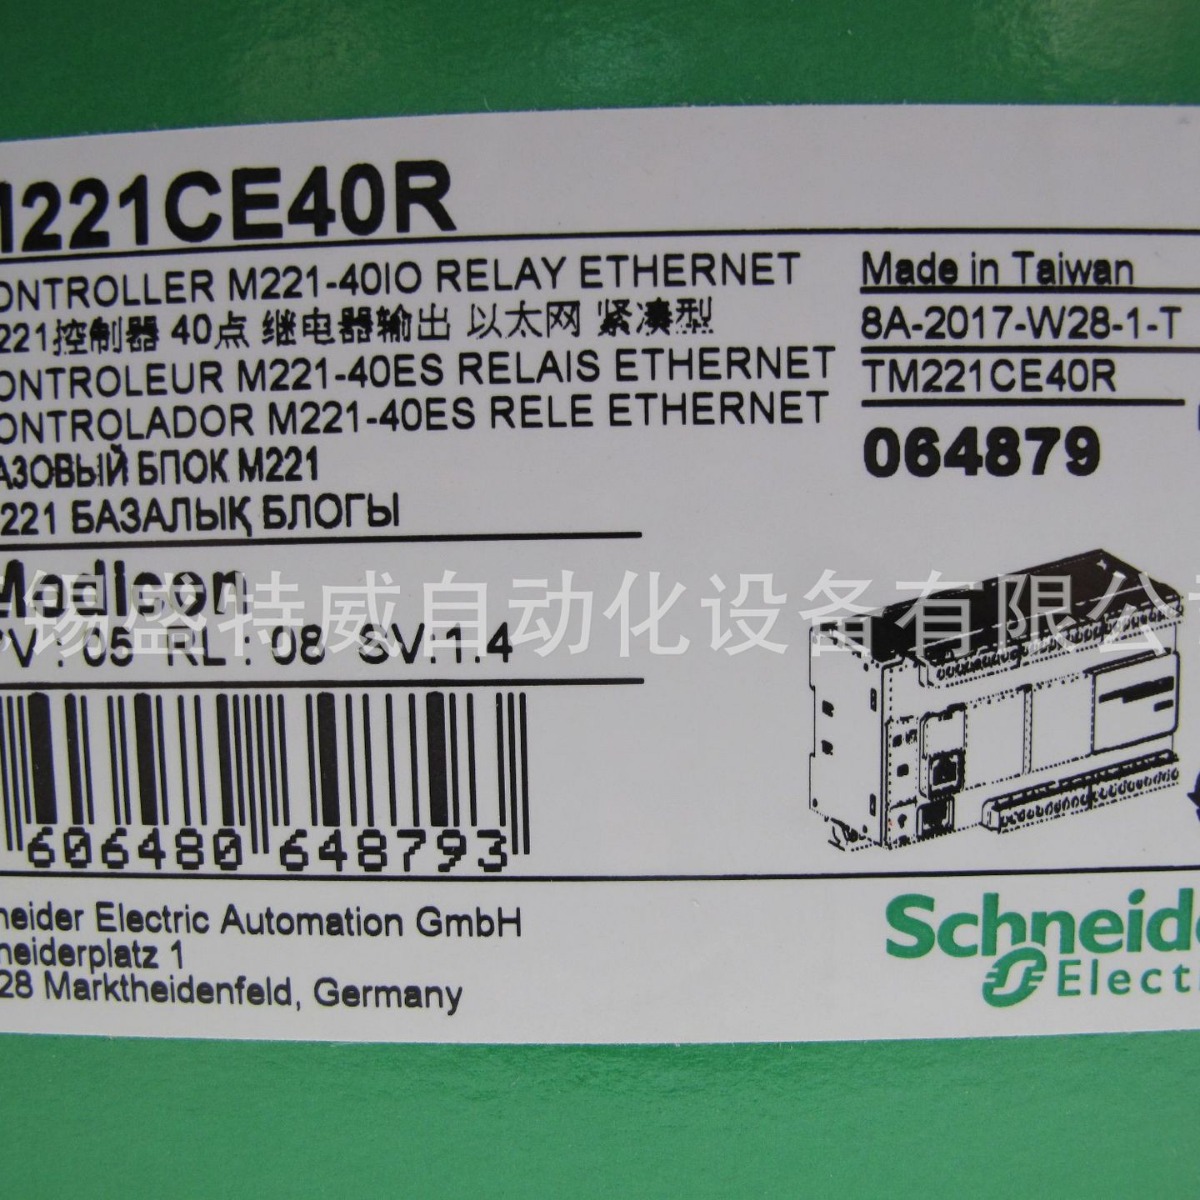 M221CE40R
CONTROLLER M221-40IO RELAY ETHERNET
M221控制器 40点 继电器输出 以太网 紧凑型
CONTROLEUR M221-40ES RELAIS ETHERNET
CONTROLADOR M221-40ES RELE ETHERNET
БАЗОВЫЙ БЛОК M221
M221 БАЗАЛЫҚ БЛОГЫ
Made in Taiwan
8A-2017-W28-1-T
TM221CE40R
064879
Modicon
PV : 05 RL : 08 SV:1.4
锡盛特威自动化设备有限公
606480 648793
Schneider Electric Automation GmbH
Schneiderplatz 1
28 Marktheidenfeld, Germany
Schneide
Electr